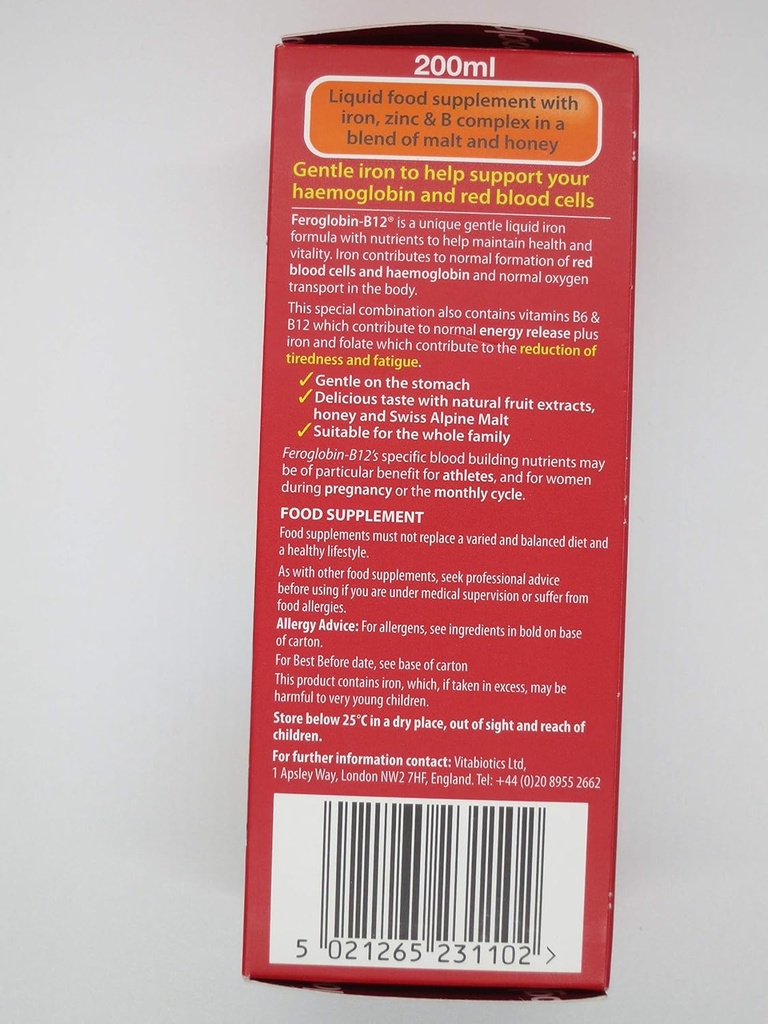 200ml
Liquid food supplement with
iron, zinc & B complex in a
blend of malt and honey
Gentle iron to help support your
haemoglobin and red blood cells
Feroglobin-B12® is a unique gentle liquid iron
formula with nutrients to help maintain health and
vitality. Iron contributes to normal formation of red
blood cells and haemoglobin and normal oxygen
transport in the body.
This special combination also contains vitamins B6 &
B12 which contribute to normal energy release plus
iron and folate which contribute to the reduction of
tiredness and fatigue.
✓Gentle on the stomach
✓Delicious taste with natural fruit extracts,
honey and Swiss Alpine Malt
✓Suitable for the whole family
Feroglobin-B12's specific blood building nutrients may
be of particular benefit for athletes, and for women
during pregnancy or the monthly cycle.
FOOD SUPPLEMENT
Food supplements must not replace a varied and balanced diet and
a healthy lifestyle.
As with other food supplements, seek professional advice
before using if you are under medical supervision or suffer from
food allergies.
Allergy Advice: For allergens, see ingredients in bold on base
of carton.
For Best Before date, see base of carton
This product contains iron, which, if taken in excess, may be
harmful to very young children.
Store below 25°C in a dry place, out of sight and reach of
children.
For further information contact: Vitabiotics Ltd,
1 Apsley Way, London NW2 7HF, England. Tel: +44 (0)20 8955 2662
5 021265 231102 >